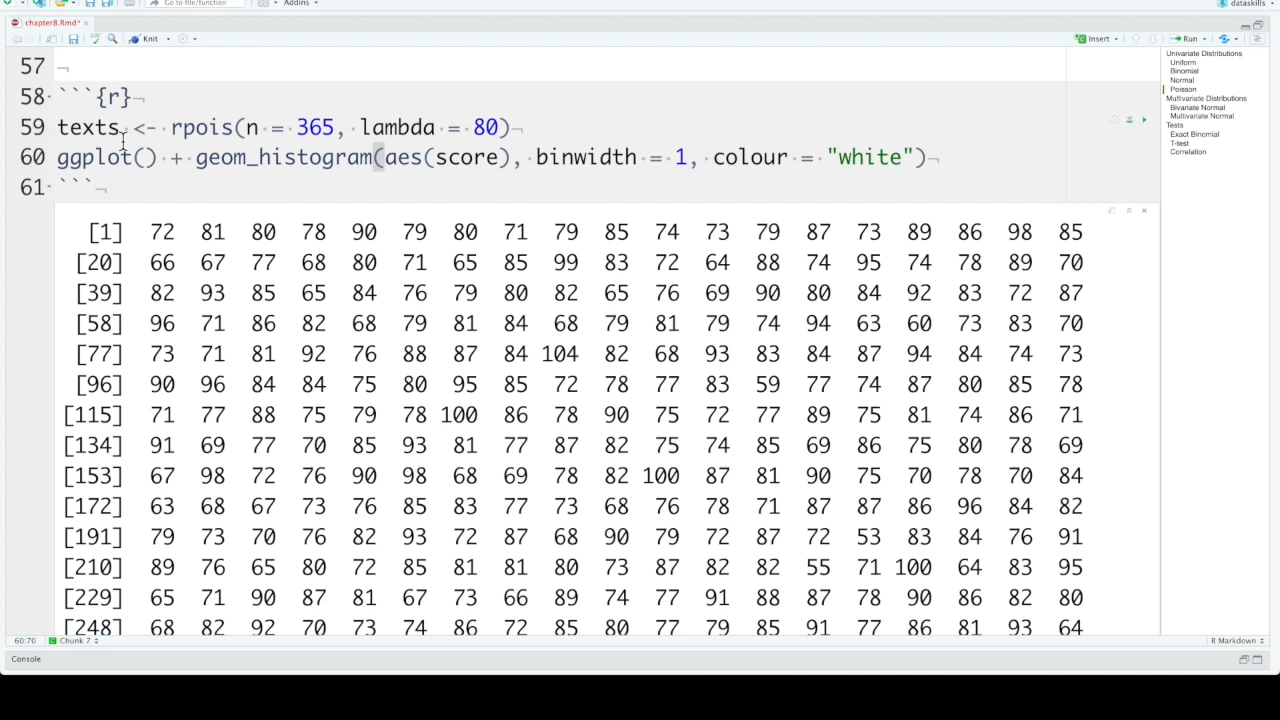 Go to file/function
Addins
dataskills
chapter8.Rmd*
Knit
Insert
Run
57 ¬
58 ```{r}¬
59 texts·<-·rpois(n·=·365,·lambda·=·80)¬
60 ggplot()·+·geom_histogram(aes(score),·binwidth·=·1,·colour·=·"white")¬
61 ```¬
[1] 72 81 80 78 90 79 80 71 79 85 74 73 79 87 73 89 86 98 85
[20] 66 67 77 68 80 71 65 85 99 83 72 64 88 74 95 74 78 89 70
[39] 82 93 85 65 84 76 79 80 82 65 76 69 90 80 84 92 83 72 87
[58] 96 71 86 82 68 79 81 84 68 79 81 79 74 94 63 60 73 83 70
[77] 73 71 81 92 76 88 87 84 104 82 68 93 83 84 87 94 84 74 73
[96] 90 96 84 84 75 80 95 85 72 78 77 83 59 77 74 87 80 85 78
[115] 71 77 88 75 79 78 100 86 78 90 75 72 77 89 75 81 74 86 71
[134] 91 69 77 70 85 93 81 77 87 82 75 74 85 69 86 75 80 78 69
[153] 67 98 72 76 90 98 68 69 78 82 100 87 81 90 75 70 78 70 84
[172] 63 68 67 73 76 85 83 77 73 68 76 78 71 87 87 86 96 84 82
[191] 79 73 70 76 82 93 72 87 68 90 79 72 87 72 53 83 84 76 91
[210] 89 76 65 80 72 85 81 81 80 73 87 82 82 55 71 100 64 83 95
[229] 65 71 90 87 81 67 73 66 89 74 77 91 88 87 78 90 86 82 80
[248] 68 82 92 70 73 74 86 72 85 80 77 79 85 91 77 86 81 93 64
Univariate Distributions
Uniform
Binomial
Normal
Poisson
Multivariate Distributions
Bivariate Normal
Multivariate Normal
Tests
Exact Binomial
T-test
Correlation
60:70
Chunk 7
R Markdown
Console